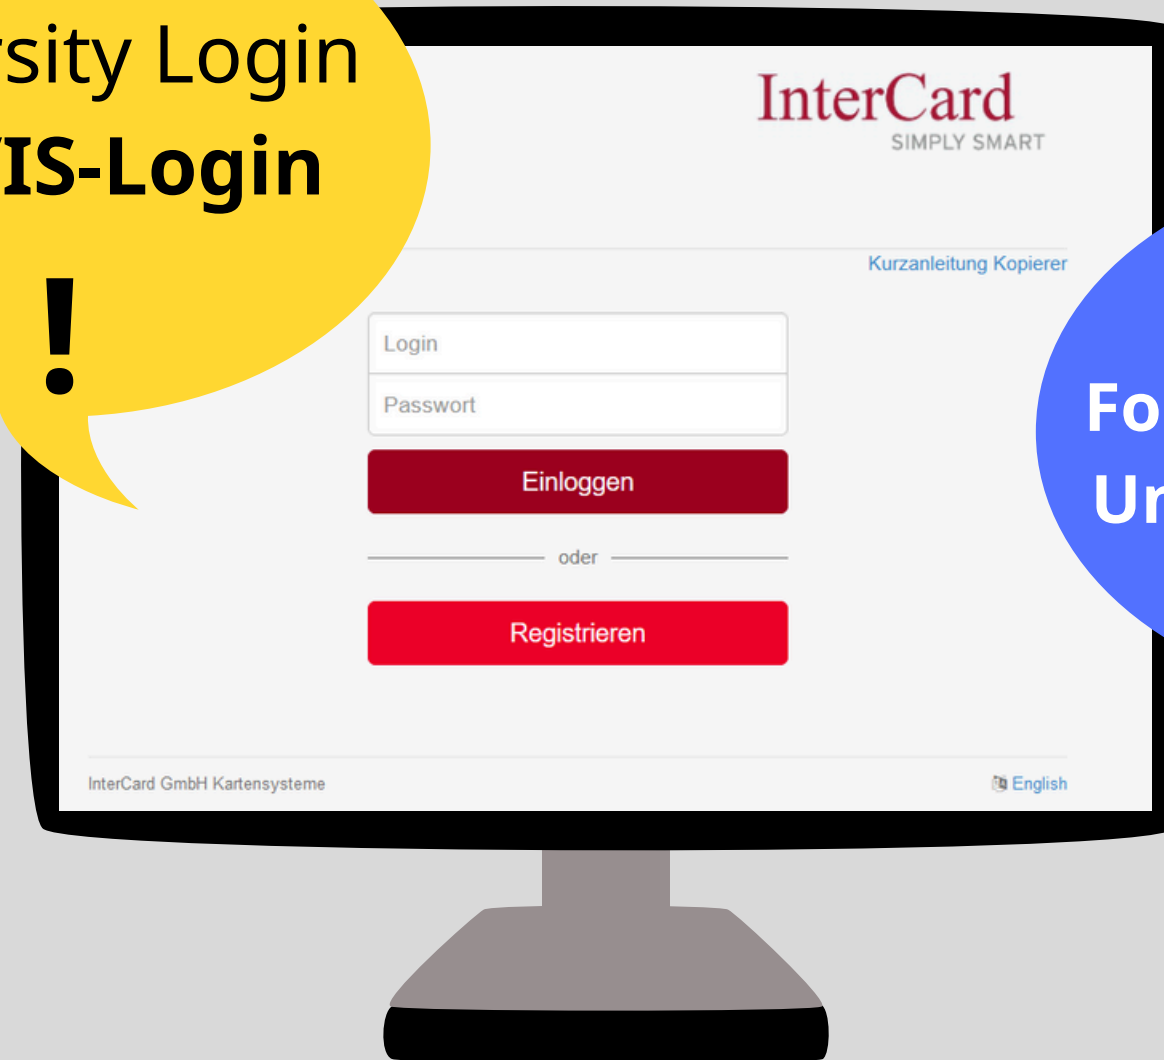 rsity Login
IS-Login
!
InterCard
SIMPLY SMART
Kurzanleitung Kopierer
Login
Passwort
Einloggen
oder
Registrieren
Fo
Un
InterCard GmbH Kartensysteme
English